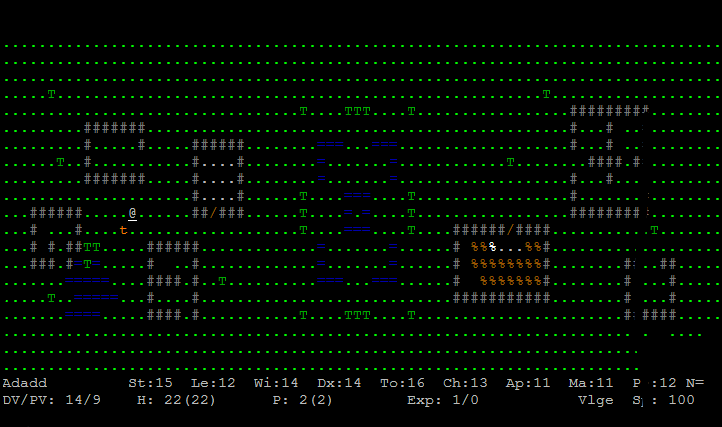 Adadd St:15 Le:12 Wi:14 Dx:14 To:16 Ch:13 Ap:11 Ma:11 P :12 N=
DV/PV: 14/9 H: 22(22) P: 2(2) Exp: 1/0 Vlge Sp: 100